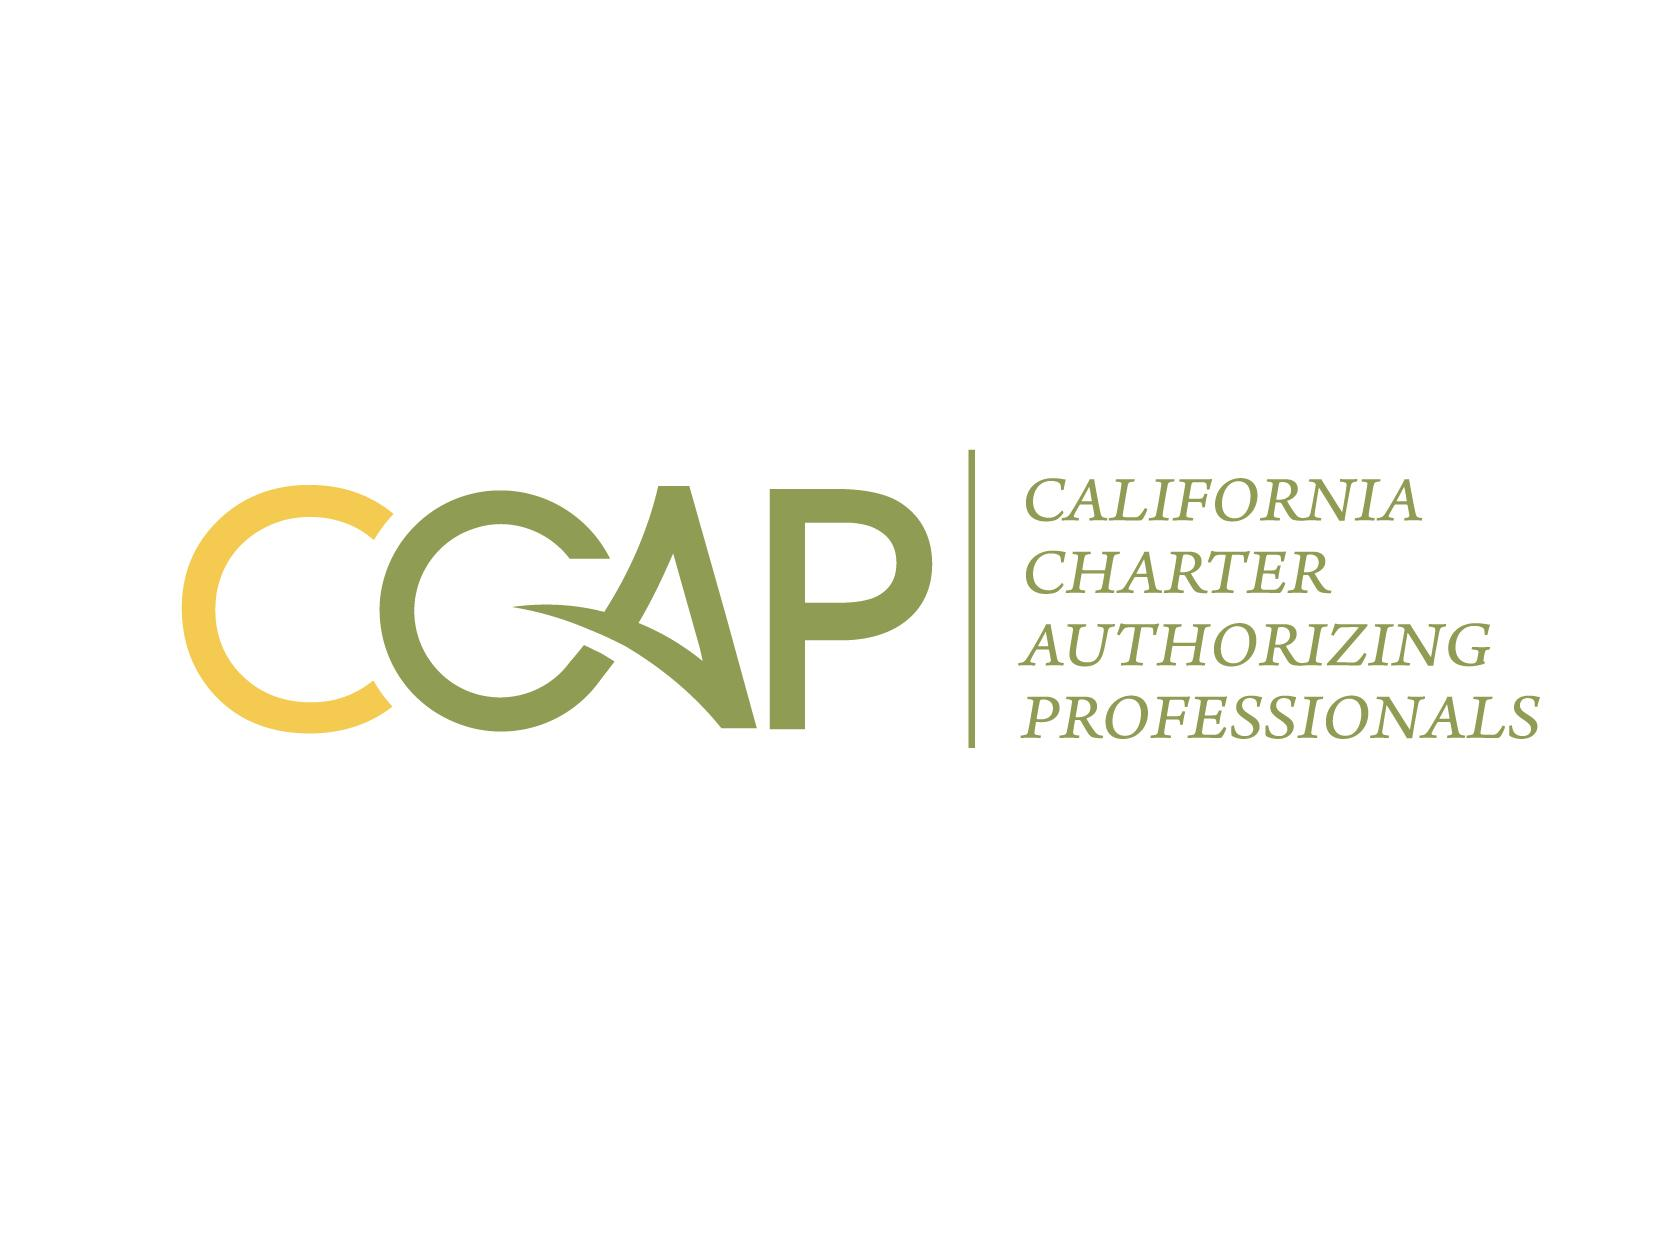 CCAP
CALIFORNIA
CHARTER
AUTHORIZING
PROFESSIONALS